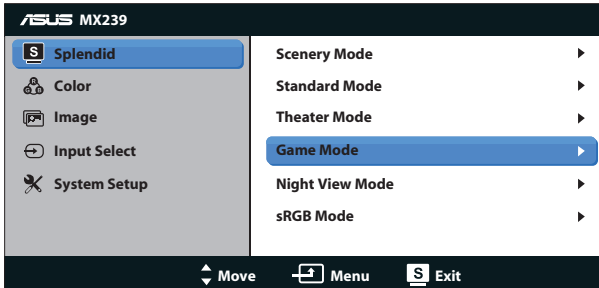 ASUS MX239
S Splendid
Color
Image
Input Select
System Setup
Scenery Mode
Standard Mode
Theater Mode
Game Mode
Night View Mode
sRGB Mode
Move Menu S Exit